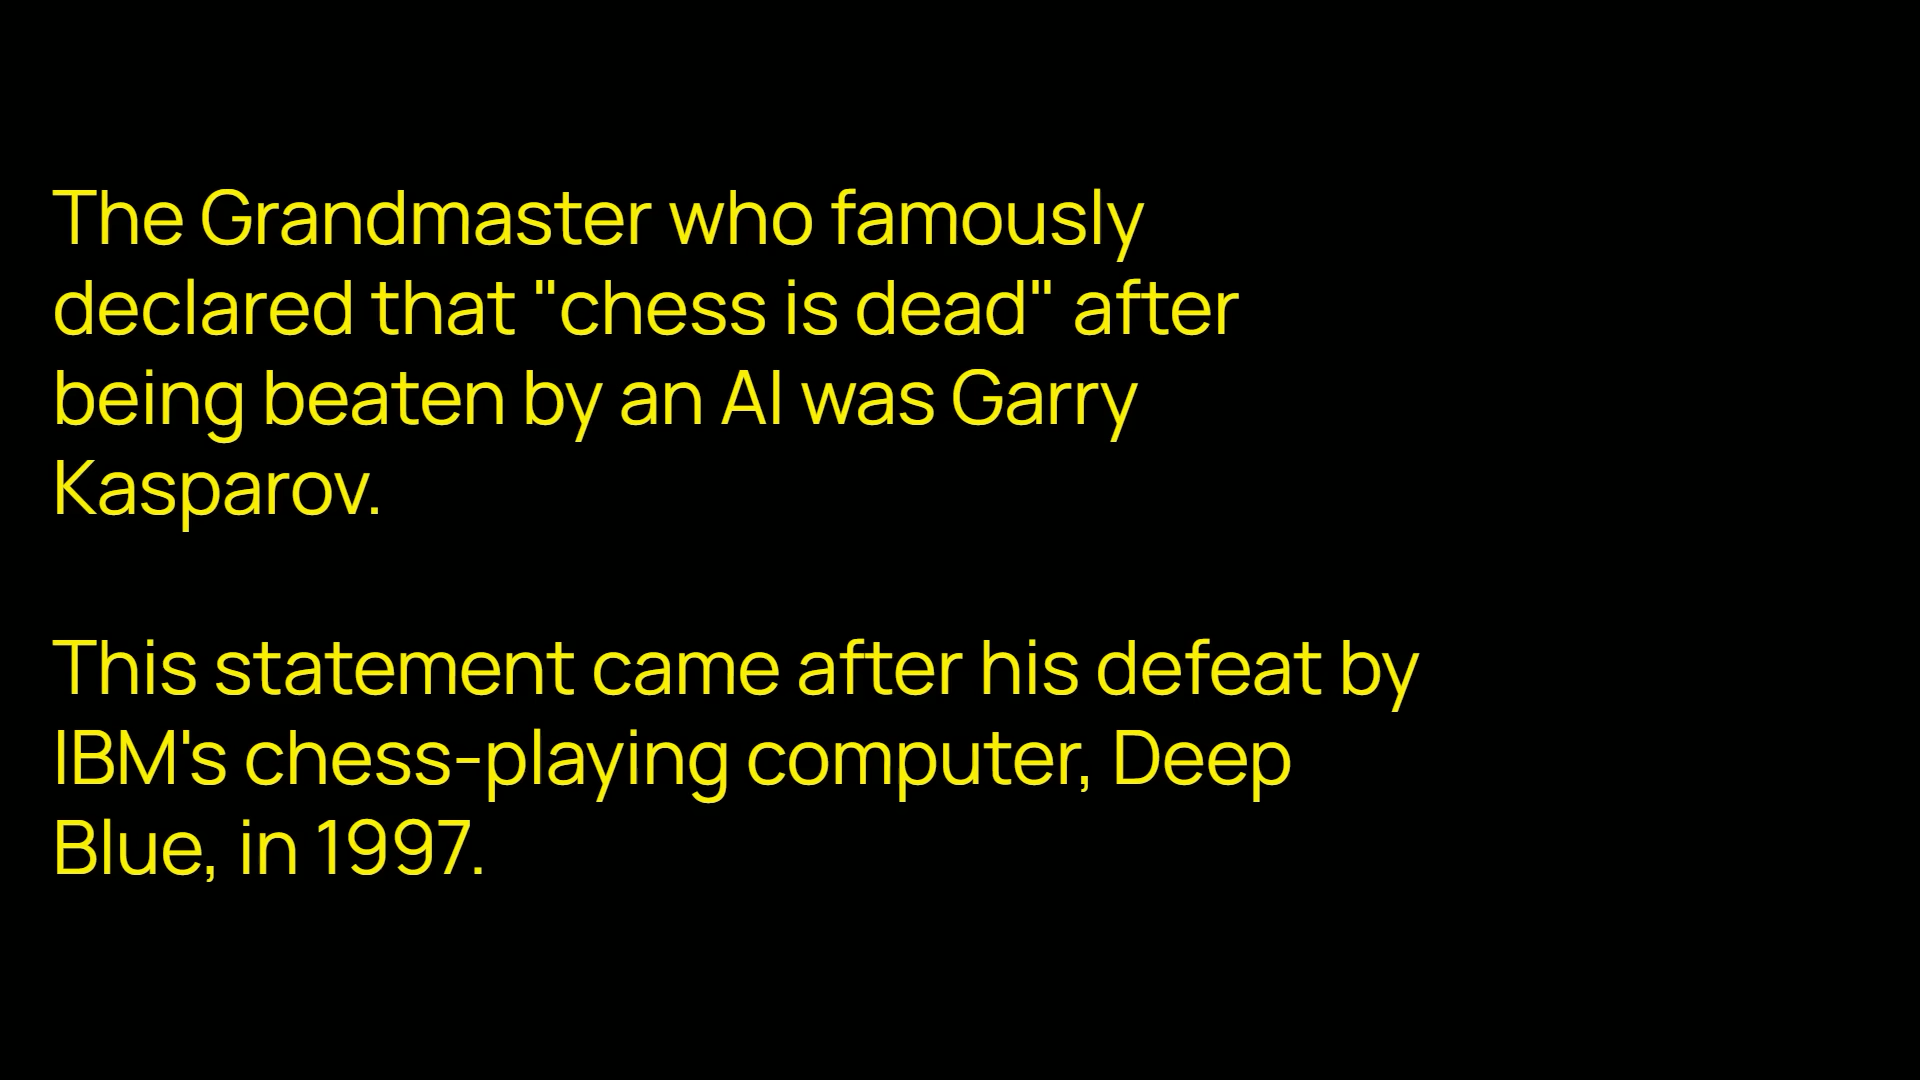 The Grandmaster who famously
declared that "chess is dead" after
being beaten by an AI was Garry
Kasparov.
This statement came after his defeat by
IBM's chess-playing computer, Deep
Blue, in 1997.